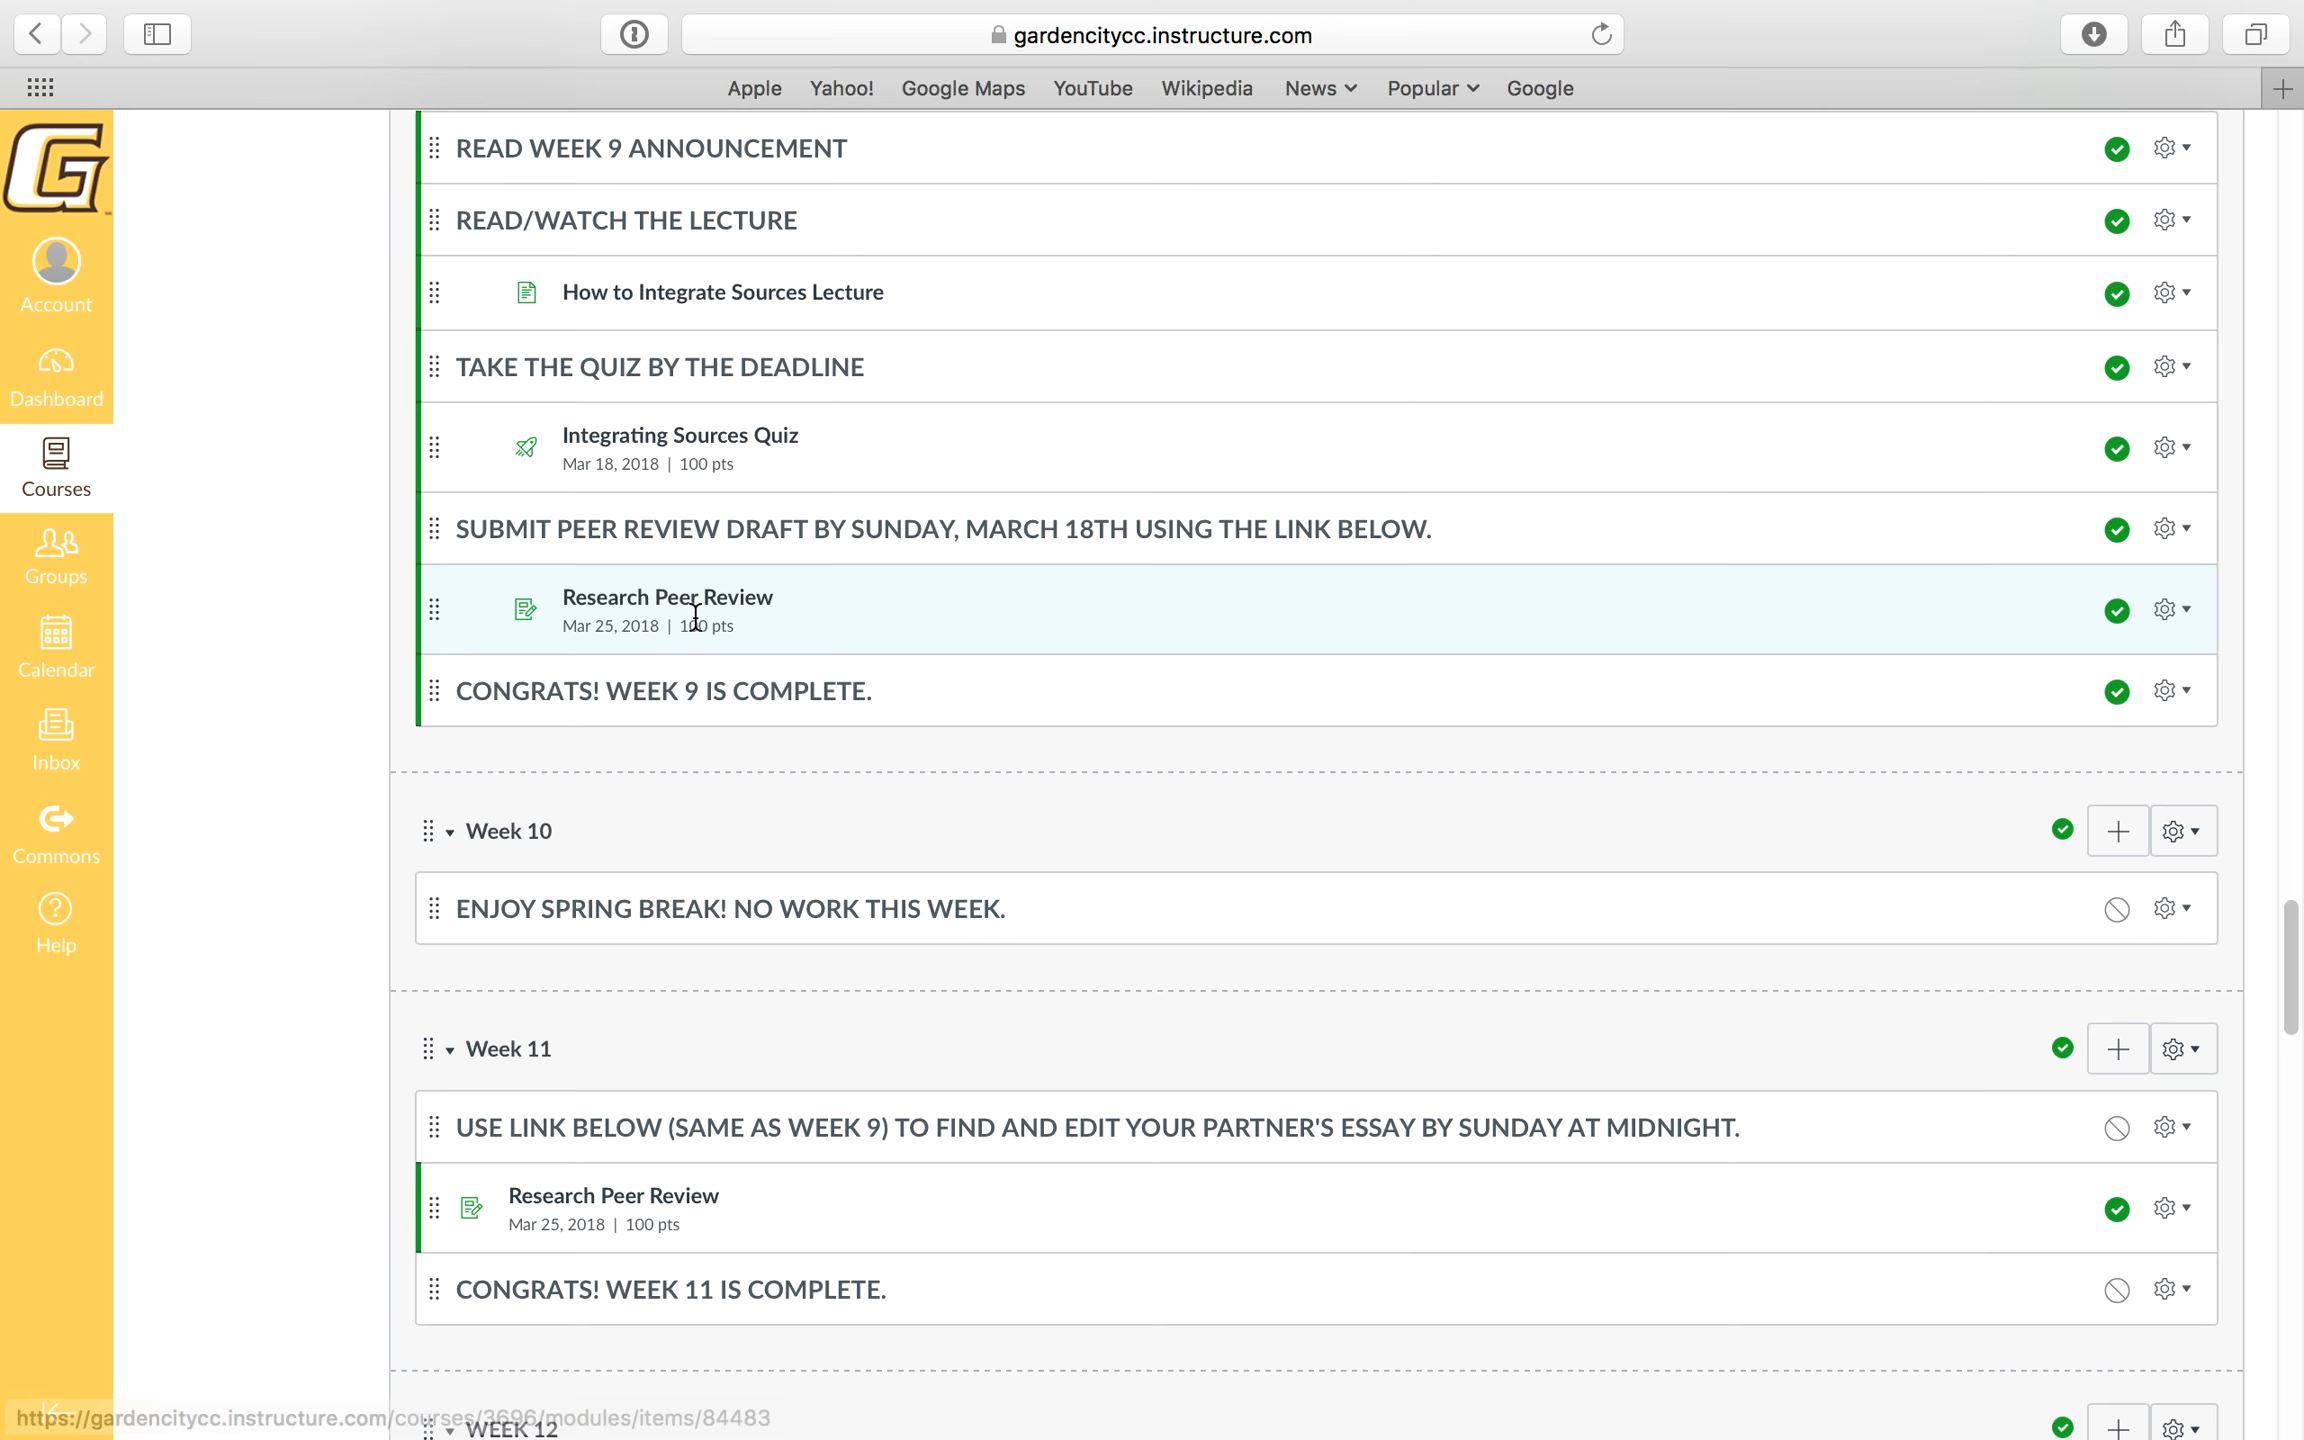 gardencitycc.instructure.com
Apple Yahoo! Google Maps YouTube Wikipedia News Popular Google
G
Account
Dashboard
Courses
Groups
Calendar
Inbox
Commons
Help
READ WEEK 9 ANNOUNCEMENT
READ/WATCH THE LECTURE
How to Integrate Sources Lecture
TAKE THE QUIZ BY THE DEADLINE
Integrating Sources Quiz
Mar 18, 2018 | 100 pts
SUBMIT PEER REVIEW DRAFT BY SUNDAY, MARCH 18TH USING THE LINK BELOW.
Research Peer Review
Mar 25, 2018 | 100 pts
CONGRATS! WEEK 9 IS COMPLETE.
Week 10
ENJOY SPRING BREAK! NO WORK THIS WEEK.
Week 11
USE LINK BELOW (SAME AS WEEK 9) TO FIND AND EDIT YOUR PARTNER'S ESSAY BY SUNDAY AT MIDNIGHT.
Research Peer Review
Mar 25, 2018 | 100 pts
CONGRATS! WEEK 11 IS COMPLETE.
WEEK 12
https://gardencitycc.instructure.com/courses/3696/modules/items/84483